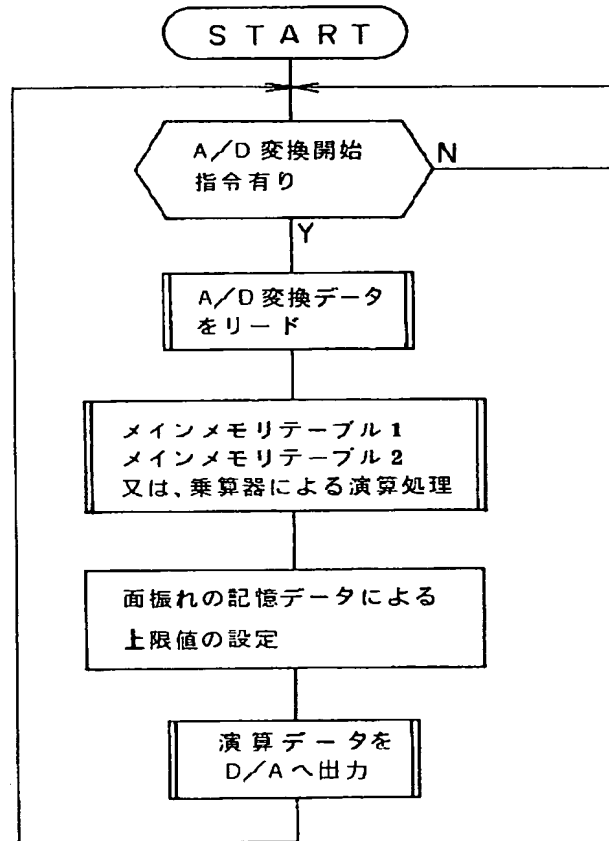 START
A/D変換開始
指令有り
N
Y
A/D変換データ
をリード
メインメモリテーブル1
メインメモリテーブル2
又は、乗算器による演算処理
面振れの記憶データによる
上限値の設定
演算データを
D/Aへ出力